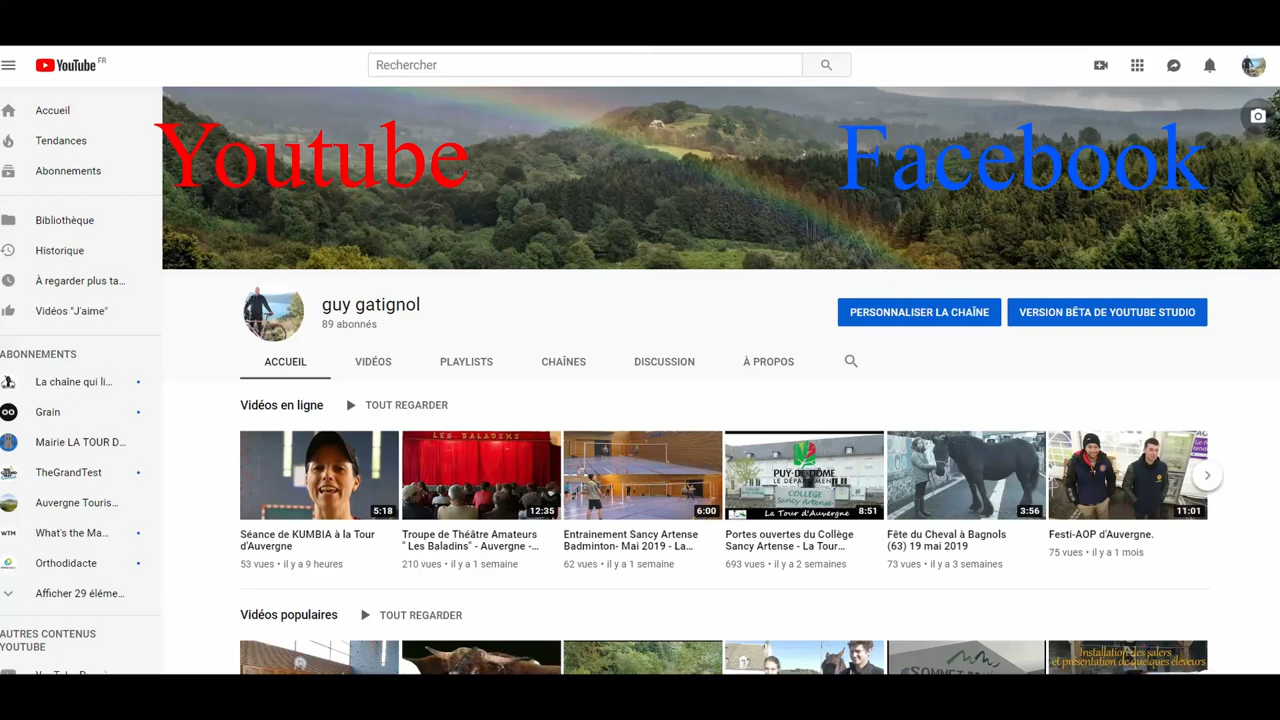 YouTube FR
Rechercher
Accueil
Tendances
Abonnements
Bibliothèque
Historique
À regarder plus ta...
Vidéos "J'aime"
ABONNEMENTS
La chaîne qui li...
Grain
Mairie LA TOUR D...
TheGrandTest
Auvergne Touris...
WTM What's the Ma...
Orthodidacte
Afficher 29 éléme...
AUTRES CONTENUS
YOUTUBE
Youtube
Facebook
guy gatignol
89 abonnés
PERSONNALISER LA CHAÎNE
VERSION BÊTA DE YOUTUBE STUDIO
ACCUEIL VIDÉOS PLAYLISTS CHAÎNES DISCUSSION À PROPOS
Vidéos en ligne TOUT REGARDER
5:18
Séance de KUMBIA à la Tour
d'Auvergne
53 vues • il y a 9 heures
LES BALADINS
12:35
Troupe de Théâtre Amateurs
" Les Baladins" - Auvergne -...
210 vues • il y a 1 semaine
6:00
Entrainement Sancy Artense
Badminton- Mai 2019 - La...
62 vues • il y a 1 semaine
PUY-DE-DÔME
LE DÉPARTEMENT
COLLÈGE
Sancy Artense
La Tour d'Auvergne
8:51
Portes ouvertes du Collège
Sancy Artense - La Tour...
693 vues • il y a 2 semaines
3:56
Fête du Cheval à Bagnols
(63) 19 mai 2019
73 vues • il y a 3 semaines
11:01
Festi-AOP d'Auvergne.
75 vues • il y a 1 mois
Vidéos populaires TOUT REGARDER
Installation des salers
et présentation de quelques éleveurs